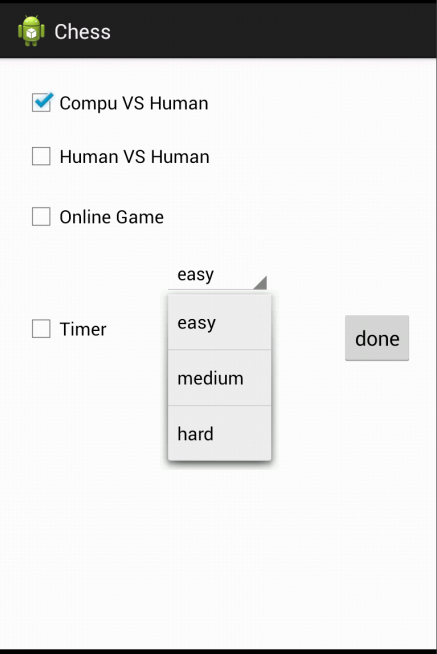 Chess
Compu VS Human
Human VS Human
Online Game
easy
easy
Timer
done
medium
hard